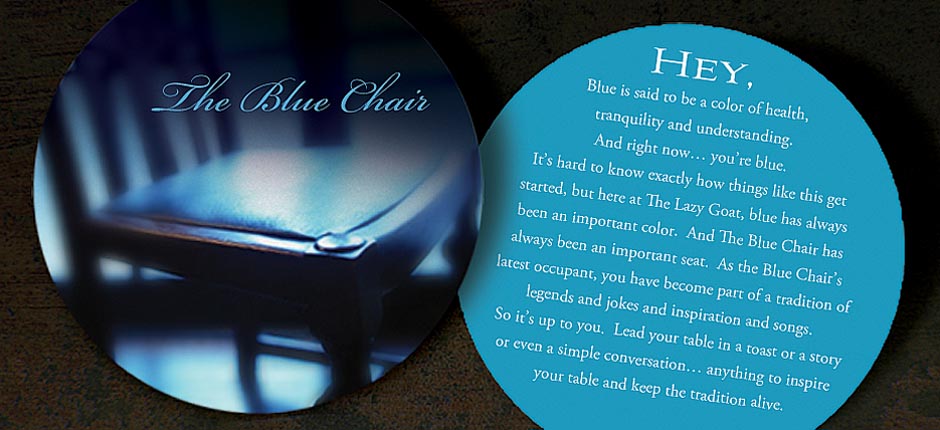 The Blue Chair
HEY,
Blue is said to be a color of health,
tranquility and understanding.
And right now... you're blue.
It's hard to know exactly how things like this get
started, but here at The Lazy Goat, blue has always
been an important color.  And The Blue Chair has
always been an important seat.  As the Blue Chair's
latest occupant, you have become part of a tradition of
legends and jokes and inspiration and songs.
So it's up to you.  Lead your table in a toast or a story
or even a simple conversation... anything to inspire
your table and keep the tradition alive.